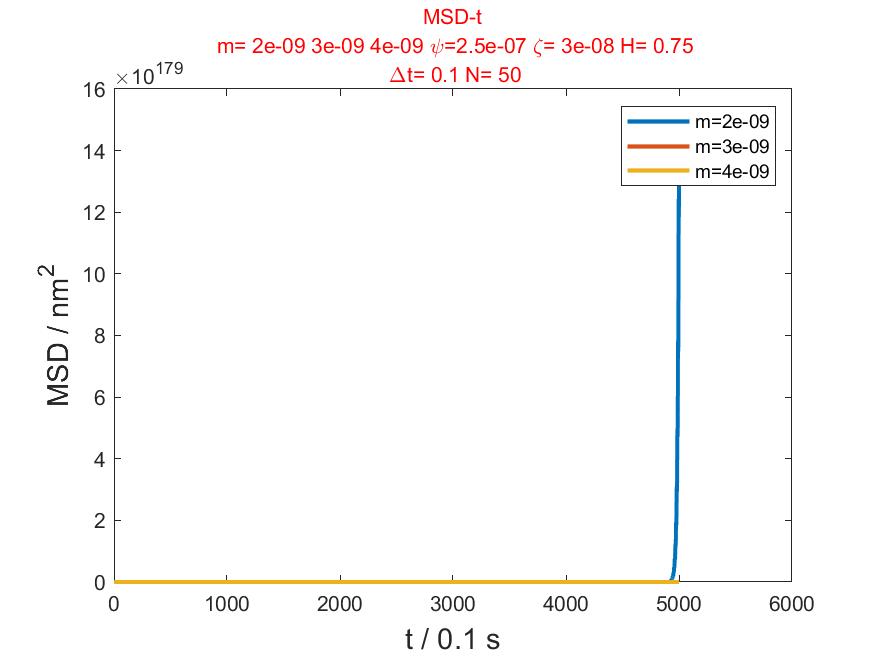 MSD-t
m= 2e-09 3e-09 4e-09 ψ=2.5e-07 ζ= 3e-08 H= 0.75
Δt= 0.1 N= 50
×10^179
16
14
12
10
8
6
4
2
0
MSD / nm^2
m=2e-09
m=3e-09
m=4e-09
0 1000 2000 3000 4000 5000 6000
t / 0.1 s